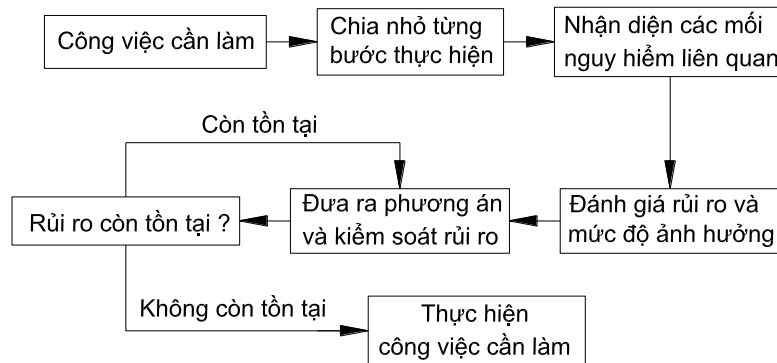 Công việc cần làm
Chia nhỏ từng
bước thực hiện
Nhận diện các mối
nguy hiểm liên quan
Còn tồn tại
Rủi ro còn tồn tại ?
Đưa ra phương án
và kiểm soát rủi ro
Đánh giá rủi ro và
mức độ ảnh hưởng
Không còn tồn tại
Thực hiện
công việc cần làm